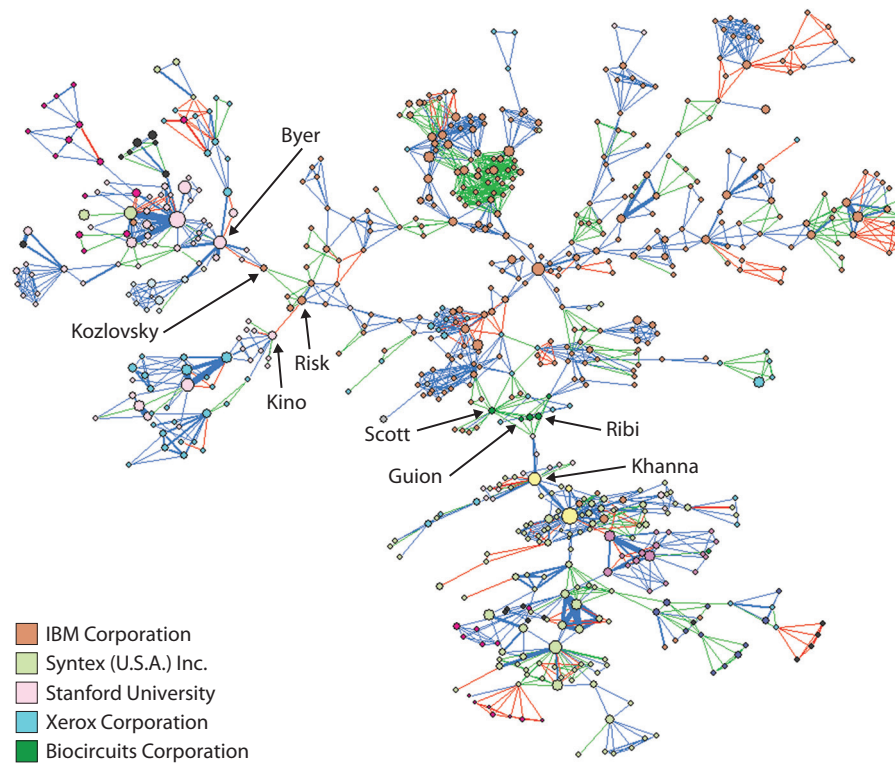 Byer
Kozlovsky
Risk
Kino
Scott
Ribi
Guion
Khanna
IBM Corporation
Syntex (U.S.A.) Inc.
Stanford University
Xerox Corporation
Biocircuits Corporation